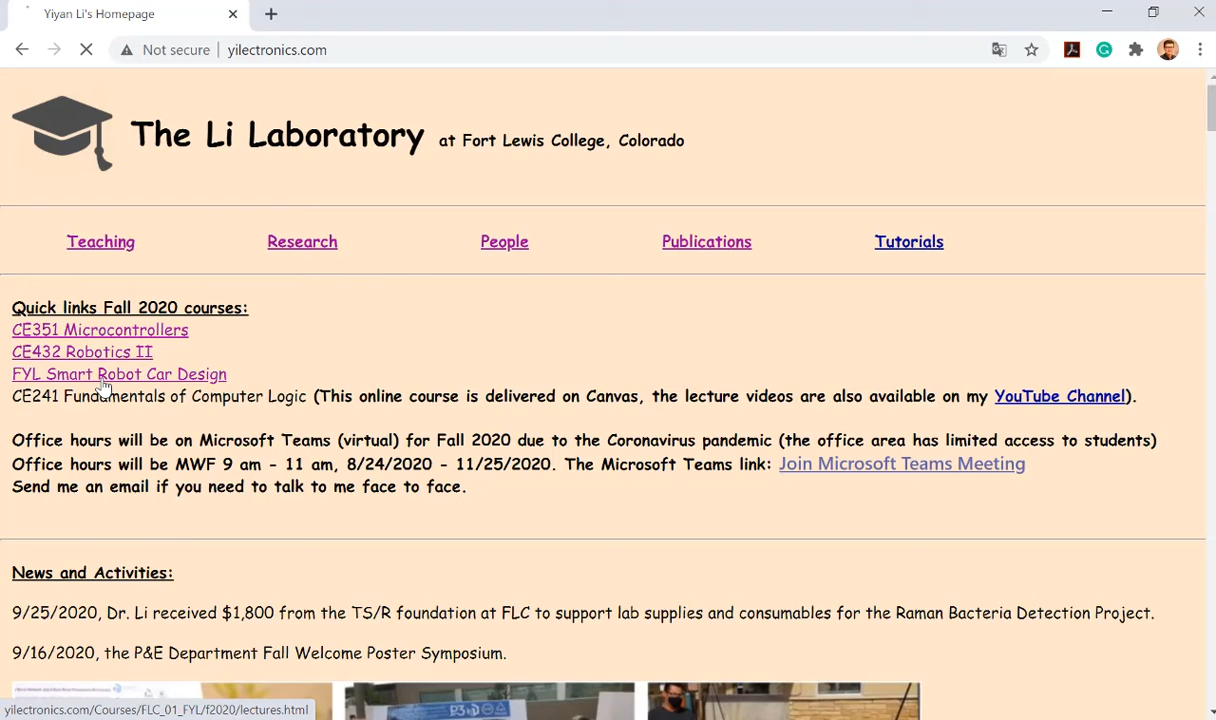 Yiyan Li's Homepage
Not secure yilectronics.com
The Li Laboratory at Fort Lewis College, Colorado
Teaching Research People Publications Tutorials
Quick links Fall 2020 courses:
CE351 Microcontrollers
CE432 Robotics II
FYL Smart Robot Car Design
CE241 Fundamentals of Computer Logic (This online course is delivered on Canvas, the lecture videos are also available on my YouTube Channel).
Office hours will be on Microsoft Teams (virtual) for Fall 2020 due to the Coronavirus pandemic (the office area has limited access to students)
Office hours will be MWF 9 am - 11 am, 8/24/2020 - 11/25/2020. The Microsoft Teams link: Join Microsoft Teams Meeting
Send me an email if you need to talk to me face to face.
News and Activities:
9/25/2020, Dr. Li received $1,800 from the TS/R foundation at FLC to support lab supplies and consumables for the Raman Bacteria Detection Project.
9/16/2020, the P&E Department Fall Welcome Poster Symposium.
yilectronics.com/Courses/FLC_01_FYL/f2020/lectures.html